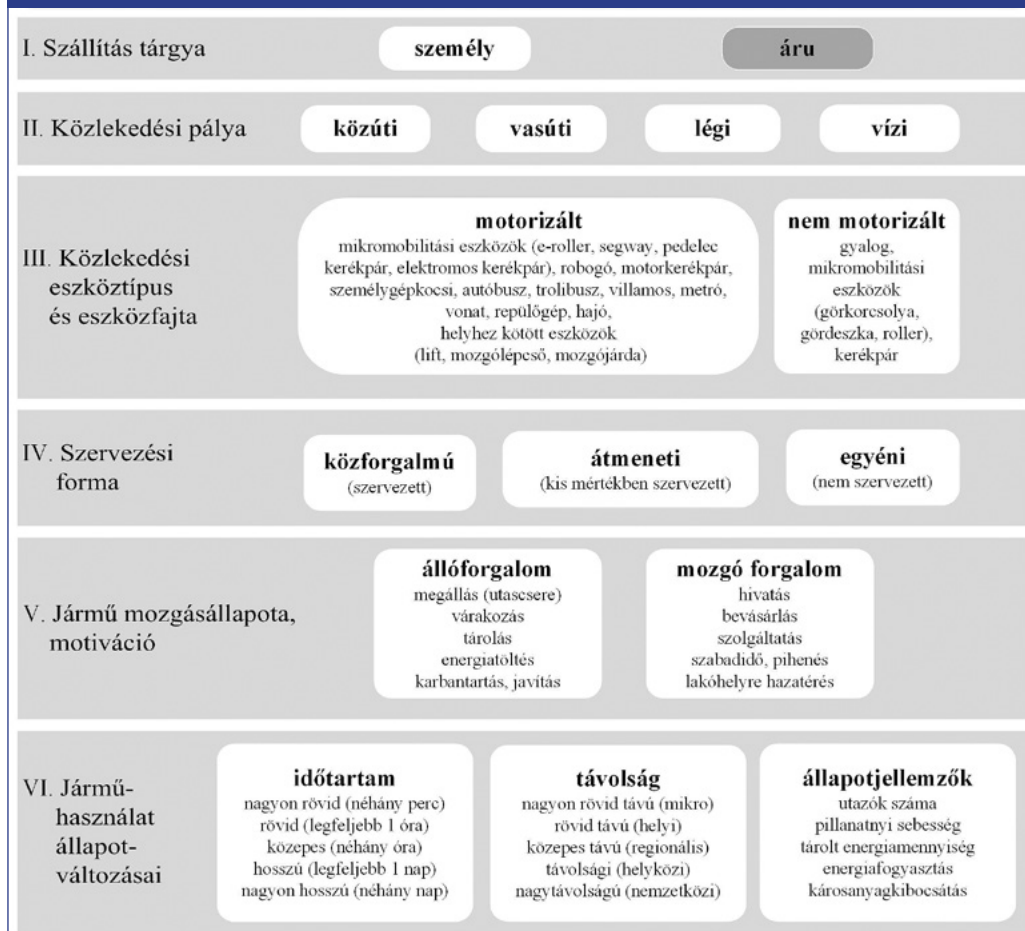 I. Szállítás tárgya
személy
áru
II. Közlekedési pálya
közúti
vasúti
légi
vízi
III. Közlekedési
eszköztípus
és eszközfajta
motorizált
mikromobilitási eszközök (e-roller, segway, pedelec
kerékpár, elektromos kerékpár), robogó, motorkerékpár,
személygépkocsi, autóbusz, trolibusz, villamos, metró,
vonat, repülőgép, hajó,
helyhez kötött eszközök
(lift, mozgólépcső, mozgójárda)
nem motorizált
gyalog,
mikromobilitási
eszközök
(görkorcsolya,
gördeszka, roller),
kerékpár
IV. Szervezési
forma
közforgalmú
(szervezett)
átmeneti
(kis mértékben szervezett)
egyéni
(nem szervezett)
V. Jármű mozgásállapota,
motiváció
állóforgalom
megállás (utascsere)
várakozás
tárolás
energiatöltés
karbantartás, javítás
mozgó forgalom
hivatás
bevásárlás
szolgáltatás
szabadidő, pihenés
lakóhelyre hazatérés
VI. Jármű-
használat
állapot-
változásai
időtartam
nagyon rövid (néhány perc)
rövid (legfeljebb 1 óra)
közepes (néhány óra)
hosszú (legfeljebb 1 nap)
nagyon hosszú (néhány nap)
távolság
nagyon rövid távú (mikro)
rövid távú (helyi)
közepes távú (regionális)
távolsági (helyközi)
nagytávolságú (nemzetközi)
állapotjellemzők
utazók száma
pillanatnyi sebesség
tárolt energiamennyiség
energiafogyasztás
károsanyagkibocsátás